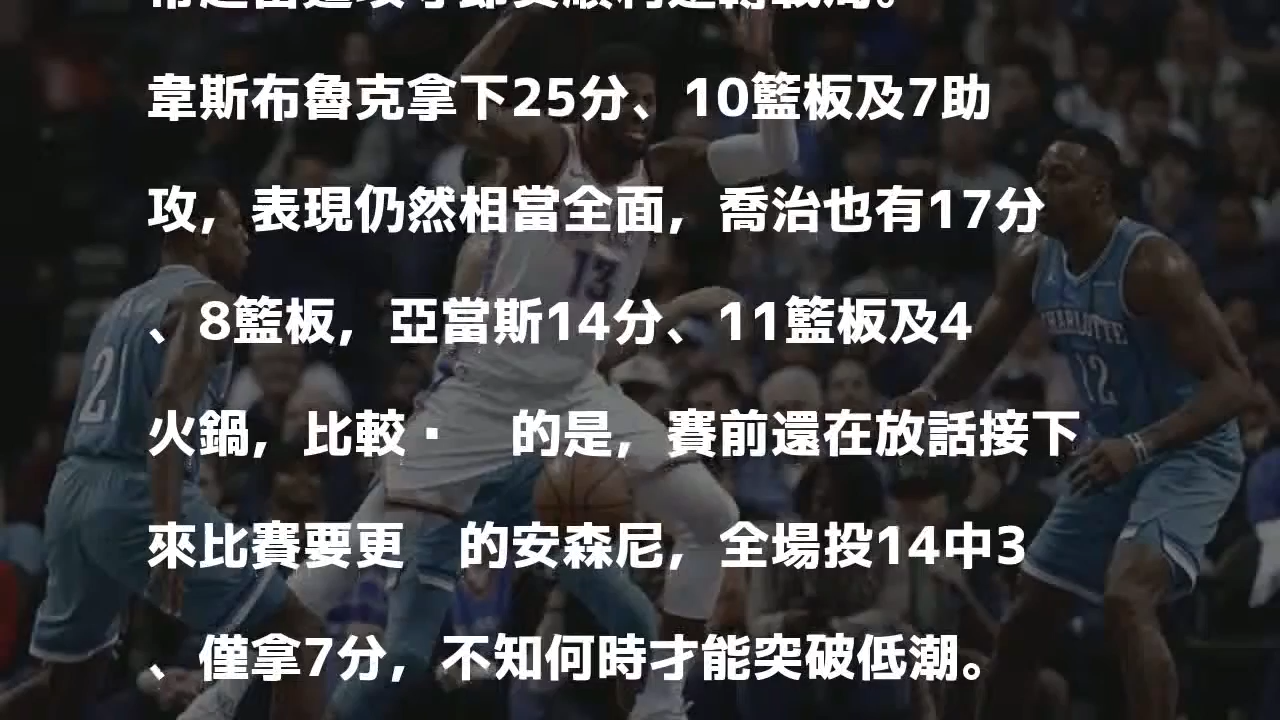 韋斯布魯克拿下25分、10籃板及7助
攻，表現仍然相當全面，喬治也有17分
、8籃板，亞當斯14分、11籃板及4
火鍋，比較· 的是，賽前還在放話接下
來比賽要更 的安森尼，全場投14中3
、僅拿7分，不知何時才能突破低潮。
13
2
CHARLOTTE
12